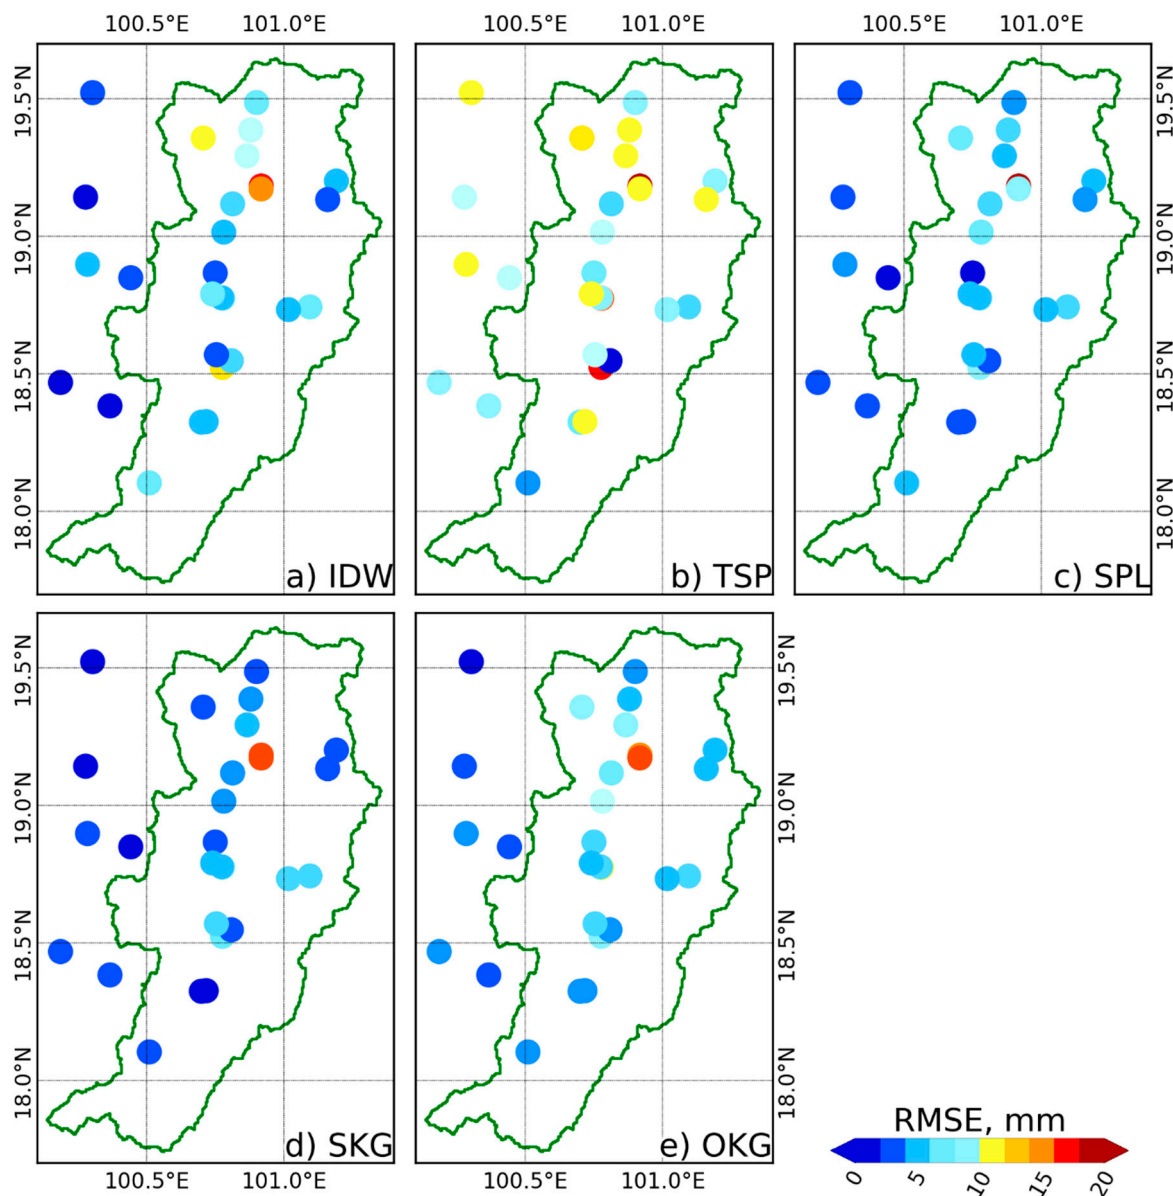 100.5°E 101.0°E 100.5°E 101.0°E 100.5°E 101.0°E
19.5°N 19.5°N
19.0°N 19.0°N
18.5°N 18.5°N
18.0°N 18.0°N
a) IDW b) TSP c) SPL
19.5°N 19.5°N
19.0°N 19.0°N
18.5°N 18.5°N
18.0°N 18.0°N
d) SKG e) OKG
100.5°E 101.0°E 100.5°E 101.0°E
RMSE, mm
0 5 10 15 20